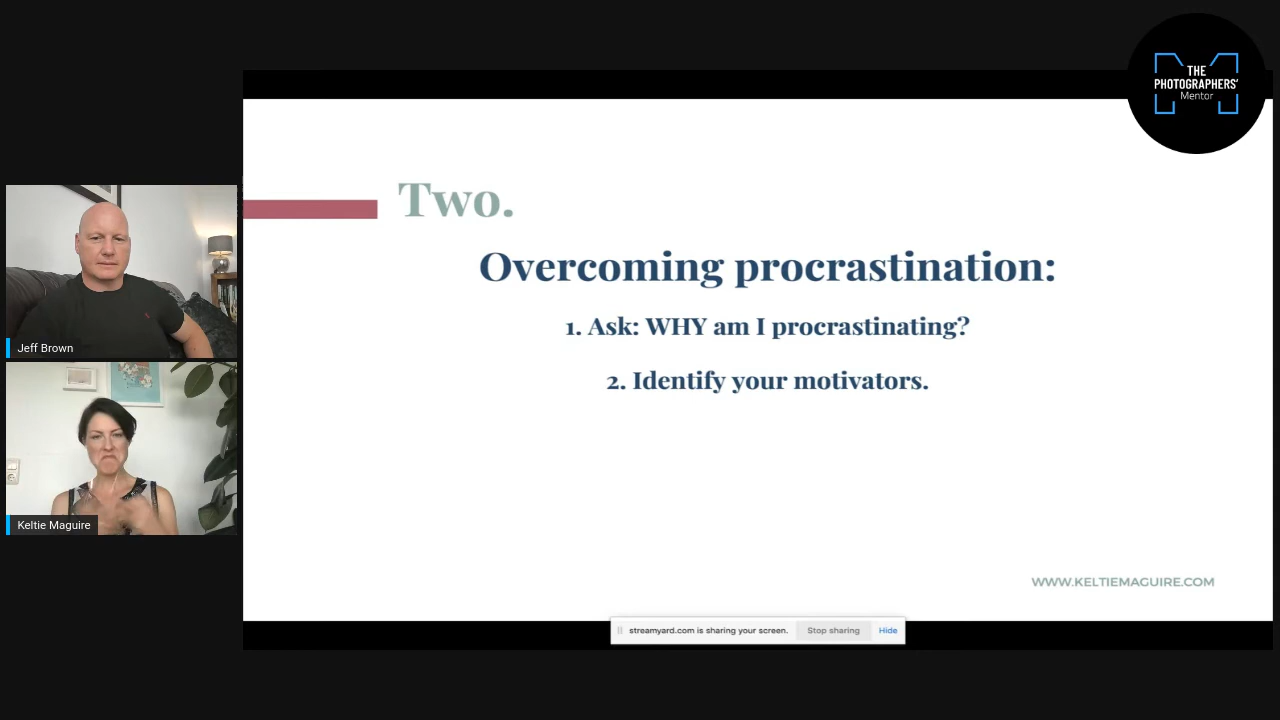 THE
PHOTOGRAPHERS'
Mentor
Two.
Overcoming procrastination:
1. Ask: WHY am I procrastinating?
2. Identify your motivators.
Jeff Brown
Keltie Maguire
WWW.KELTIEMAGUIRE.COM
streamyard.com is sharing your screen. Stop sharing Hide